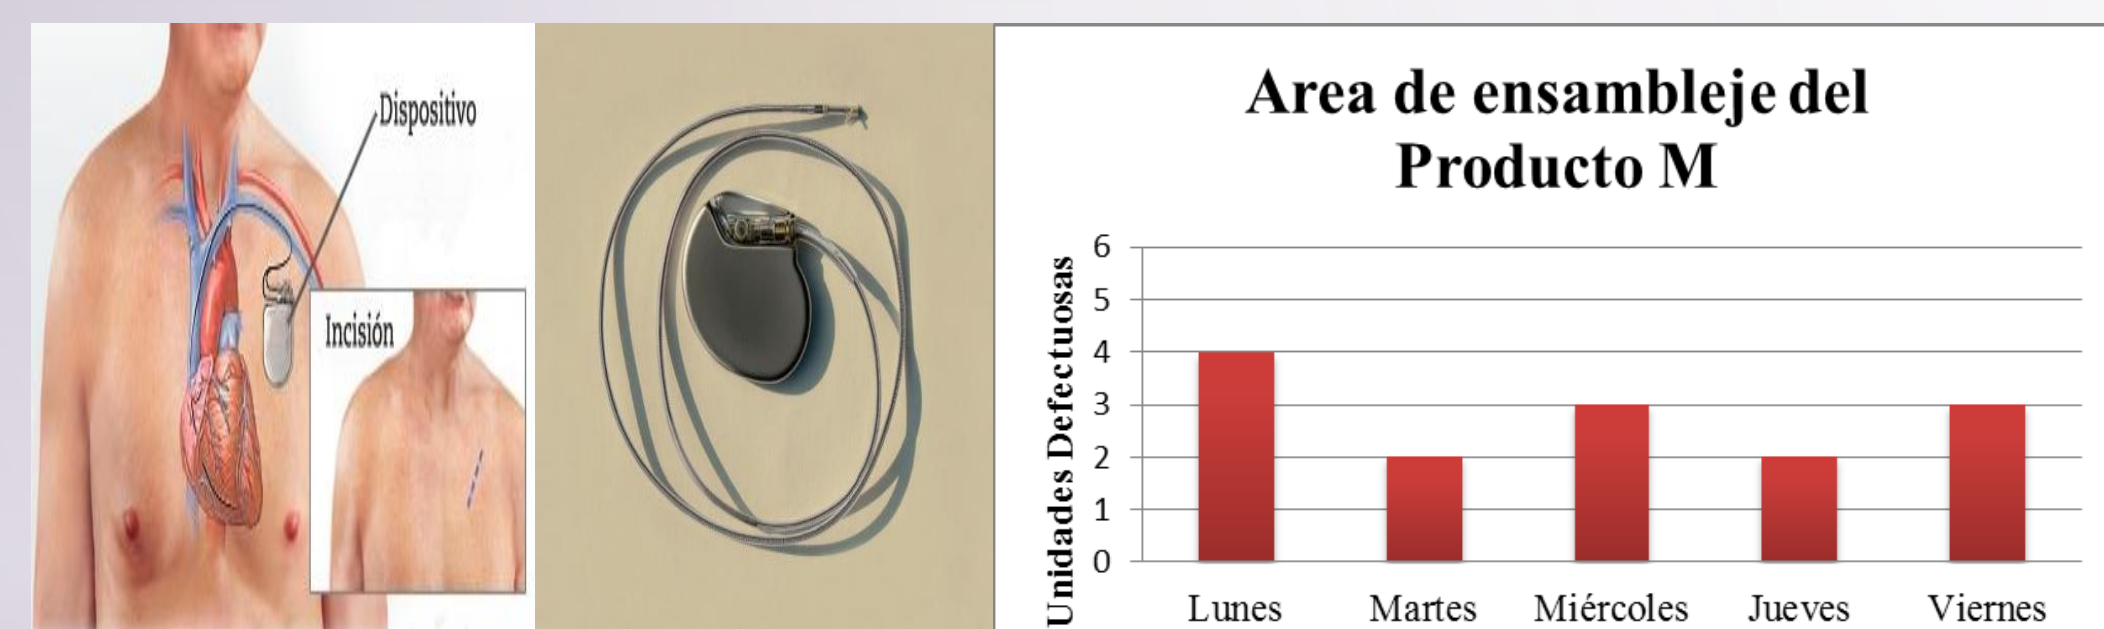 Dispositivo
Incisión
Area de ensambleje del
Producto M
Unidades Defectuosas
6
5
4
3
2
1
0
Lunes Martes Miércoles Jueves Viernes